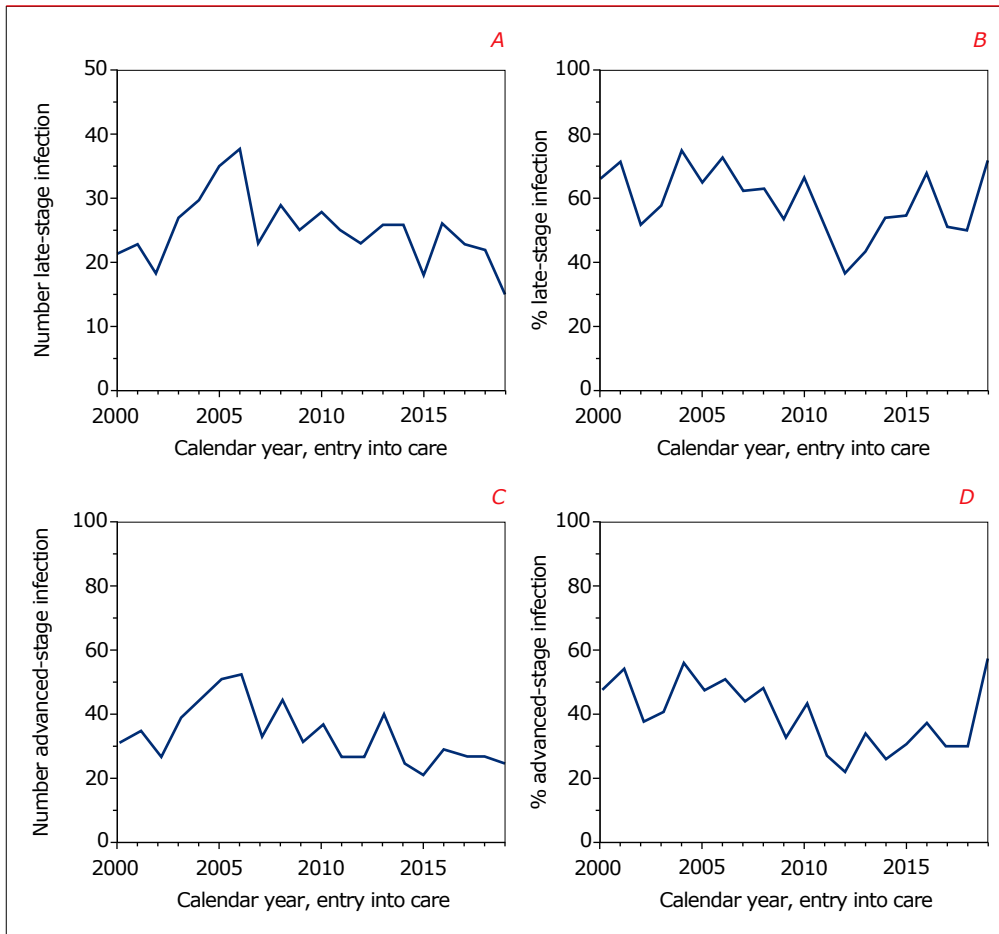 A
50
40
30
20
10
0
Number late-stage infection
2000 2005 2010 2015
Calendar year, entry into care
B
100
80
60
40
20
0
% late-stage infection
2000 2005 2010 2015
Calendar year, entry into care
C
100
80
60
40
20
0
Number advanced-stage infection
2000 2005 2010 2015
Calendar year, entry into care
D
100
80
60
40
20
0
% advanced-stage infection
2000 2005 2010 2015
Calendar year, entry into care